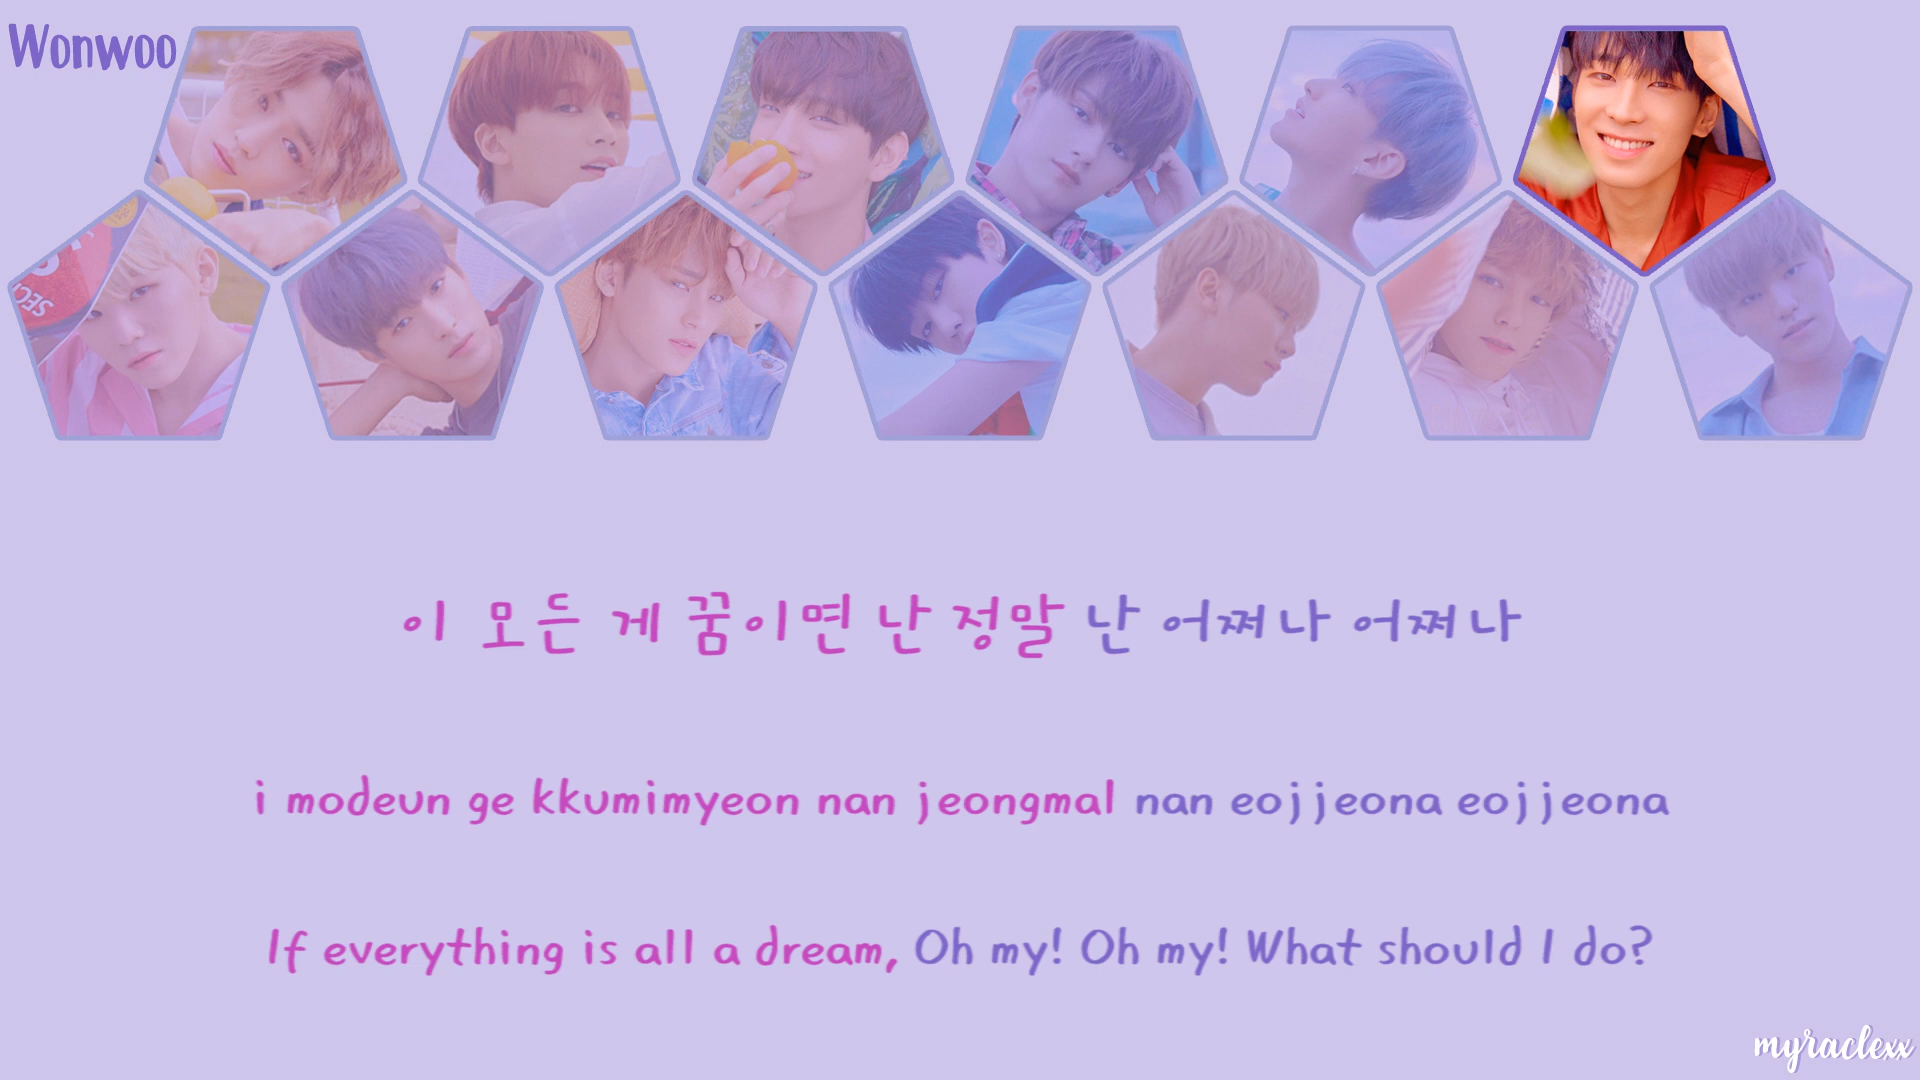 Wonwoo
SEC
이 모든 게 꿈이면 난 정말 난 어쩌나 어쩌나
i modeun ge kkumimyeon nan jeongmal nan eojjeona eojjeona
If everything is all a dream, Oh my! Oh my! What should I do?
myraclexx